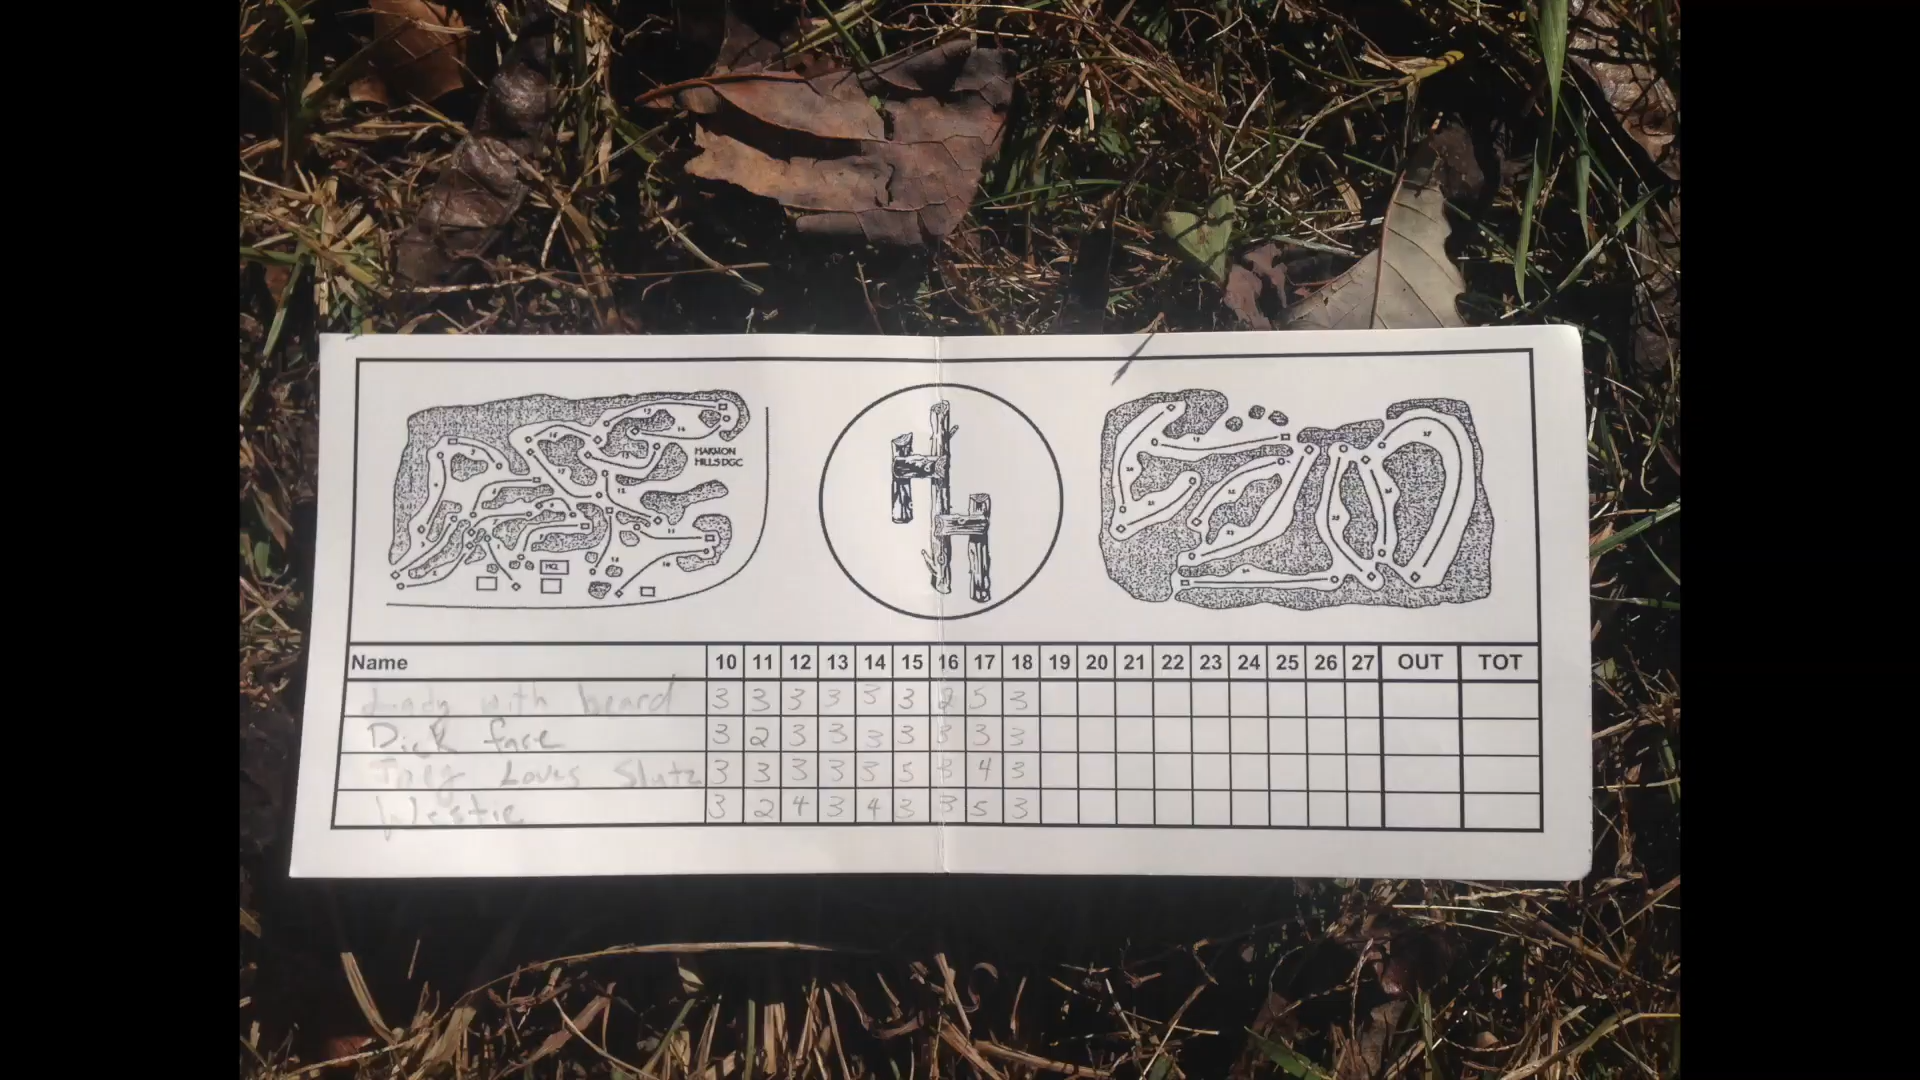 HARMON
HILLS DGC
HQ
Name 10 11 12 13 14 15 16 17 18 19 20 21 22 23 24 25 26 27 OUT TOT
Lady with beard 3 3 3 3 3 3 2 5 3
Dick face 3 2 3 3 3 3 3 3 3
Loves Slutz 3 3 3 3 3 5 3 4 3
Westie 3 2 4 3 4 3 3 5 3